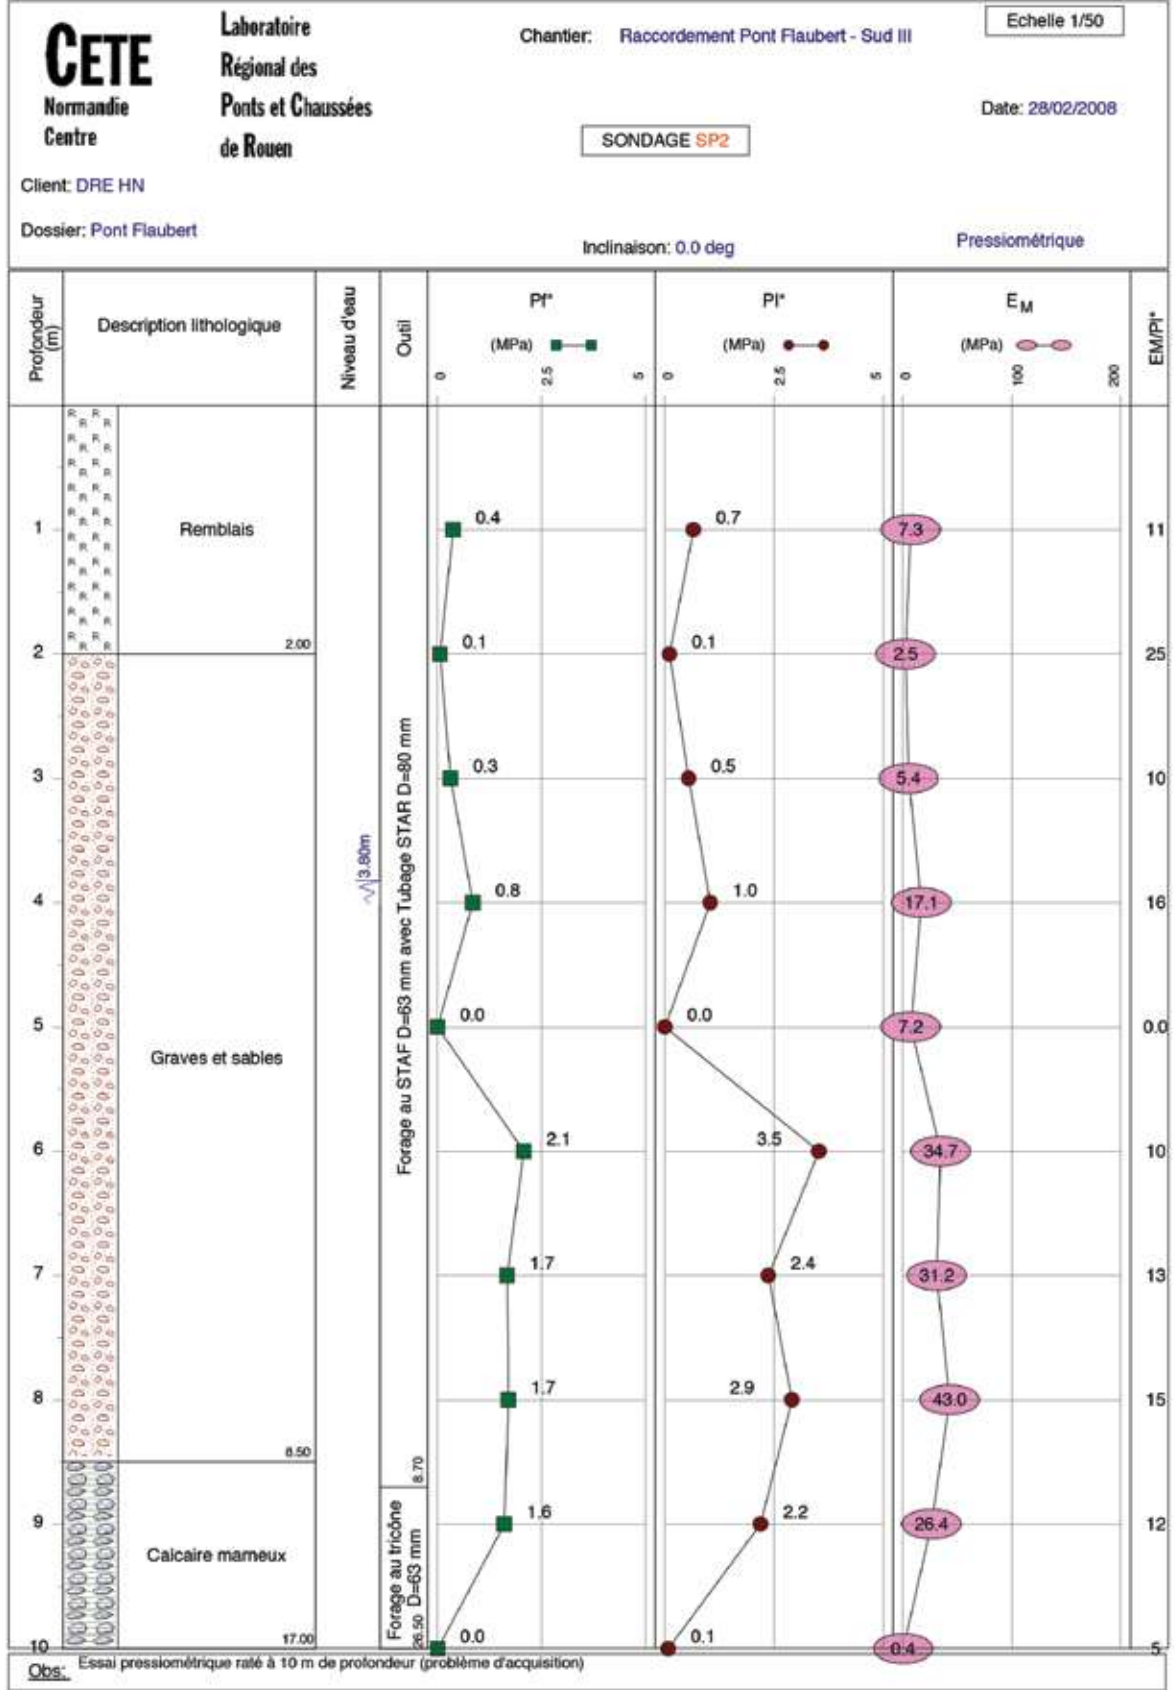 CETE
Normandie
Centre
Laboratoire
Régional des
Ponts et Chaussées
de Rouen
Chantier: Raccordement Pont Flaubert - Sud III
Echelle 1/50
Date: 28/02/2008
SONDAGE SP2
Client: DRE HN
Dossier: Pont Flaubert
Inclinaison: 0.0 deg
Pressiométrique
Profondeur
(m)
Description lithologique
Niveau d'eau
Outil
Pf*
(MPa)
0 2.5 5
Pl*
(MPa)
0 2.5 5
EM
(MPa)
0 100 200
EM/Pl*
1 Remblais 0.4 0.7 7.3 11
2.00
2 0.1 0.1 2.5 25
3 0.3 0.5 5.4 10
3.80m
4 0.8 1.0 17.1 16
5 0.0 0.0 7.2 0.0
Graves et sables
Forage au STAF D=63 mm avec Tubage STAR D=80 mm
6 2.1 3.5 34.7 10
7 1.7 2.4 31.2 13
8 1.7 2.9 43.0 15
8.50
8.70
9 1.6 2.2 26.4 12
Calcaire marneux
Forage au tricône
D=63 mm
26.50
17.00
10 0.0 0.1 0.4 5
Obs: Essai pressiométrique raté à 10 m de profondeur (problème d'acquisition)